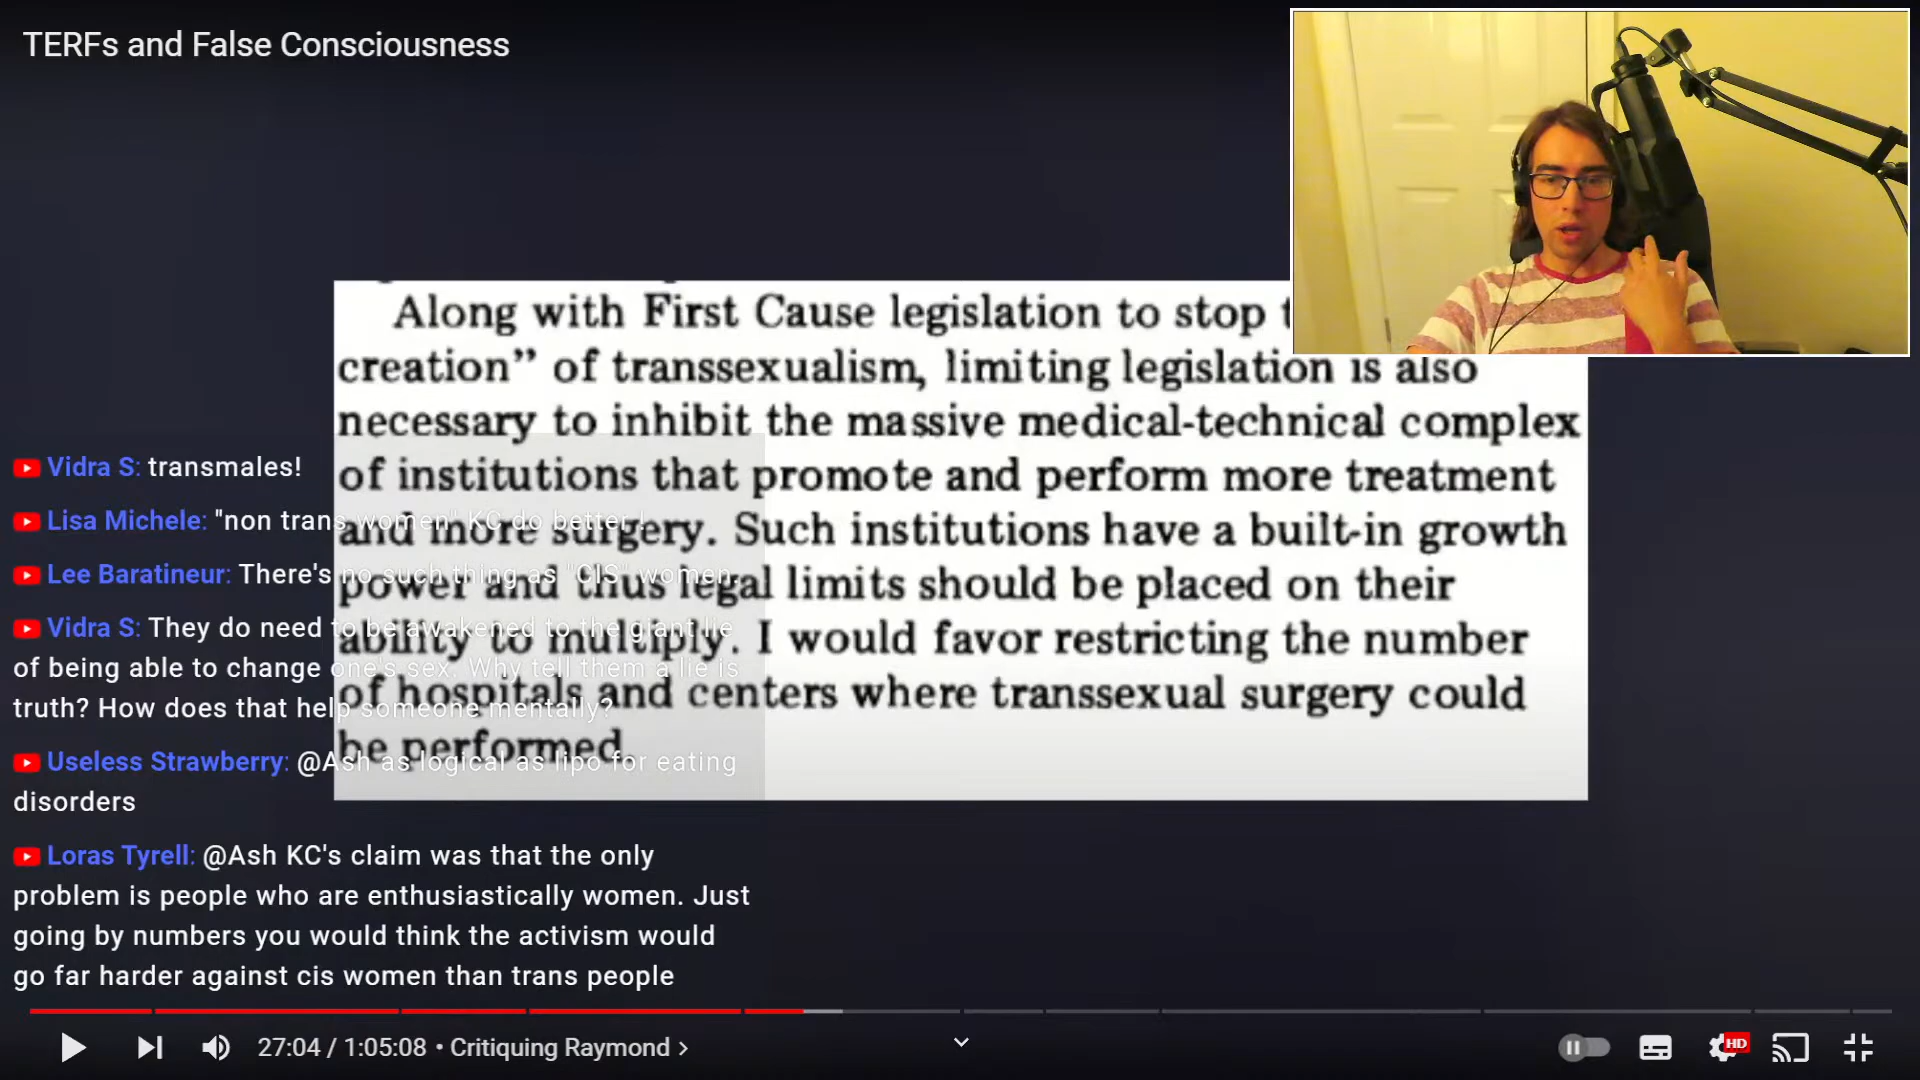 TERFs and False Consciousness
Along with First Cause legislation to stop
creation” of transsexualism, limiting legislation is also
necessary to inhibit the massive medical-technical complex
of institutions that promote and perform more treatment
and more surgery. Such institutions have a built-in growth
power and thus legal limits should be placed on their
ability to multiply. I would favor restricting the number
of hospitals and centers where transsexual surgery could
be performed.
Vidra S: transmales!
Lisa Michele: "non trans women" KC do better !
Lee Baratineur: There's no such thing as "CIS" women.
Vidra S: They do need to be awakened to the giant lie
of being able to change one's sex. Why tell them a lie is
truth? How does that help someone mentally?
Useless Strawberry: @Ash as logical as lipo for eating
disorders
Loras Tyrell: @Ash KC's claim was that the only
problem is people who are enthusiastically women. Just
going by numbers you would think the activism would
go far harder against cis women than trans people
27:04 / 1:05:08 • Critiquing Raymond >
HD